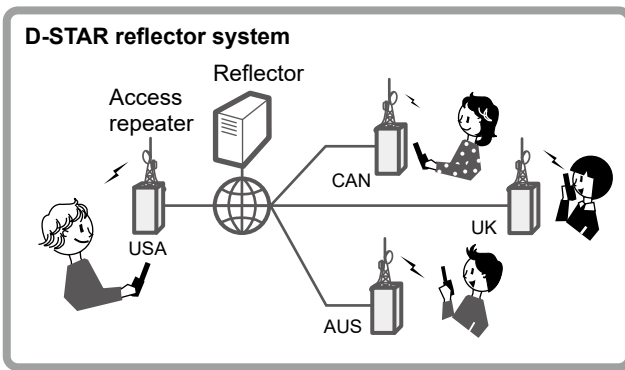 D-STAR reflector system
Reflector
Access
repeater
CAN
USA
UK
AUS